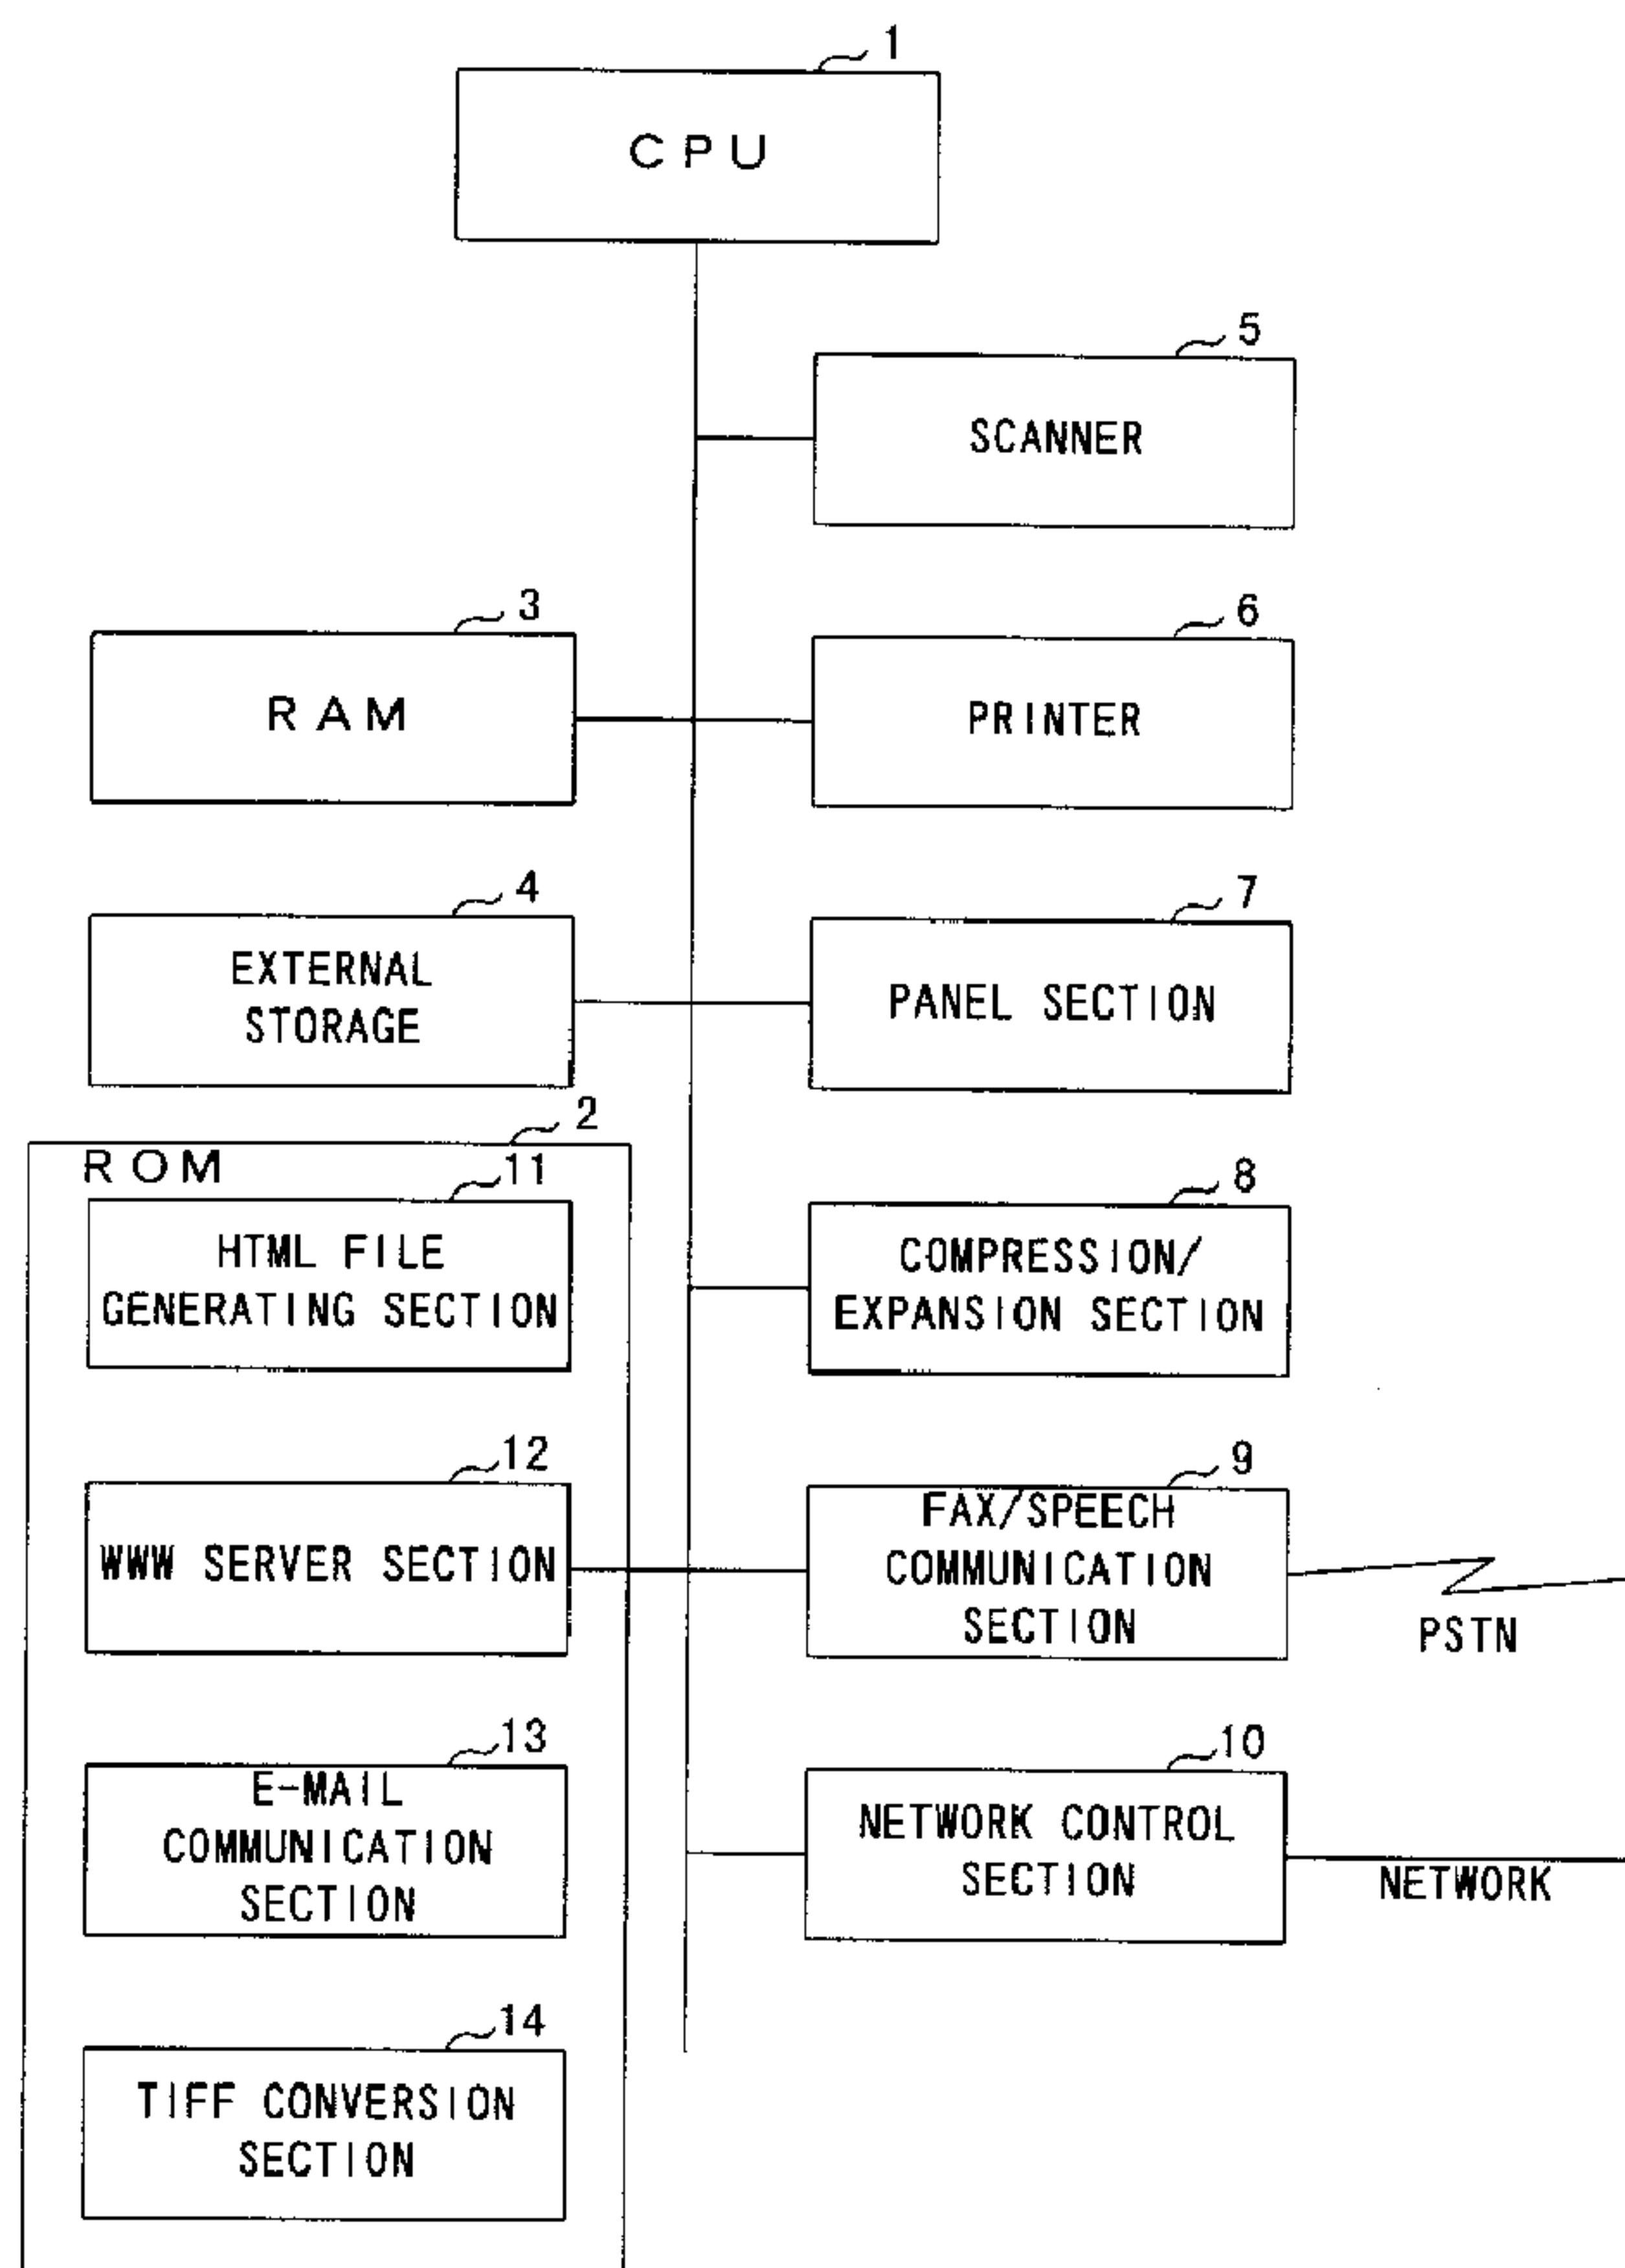 1
CPU
5
SCANNER
3
RAM
6
PRINTER
4
EXTERNAL
STORAGE
7
PANEL SECTION
2
ROM
11
HTML FILE
GENERATING SECTION
8
COMPRESSION/
EXPANSION SECTION
12
WWW SERVER SECTION
9
FAX/SPEECH
COMMUNICATION
SECTION
PSTN
13
E-MAIL
COMMUNICATION
SECTION
10
NETWORK CONTROL
SECTION
NETWORK
14
TIFF CONVERSION
SECTION